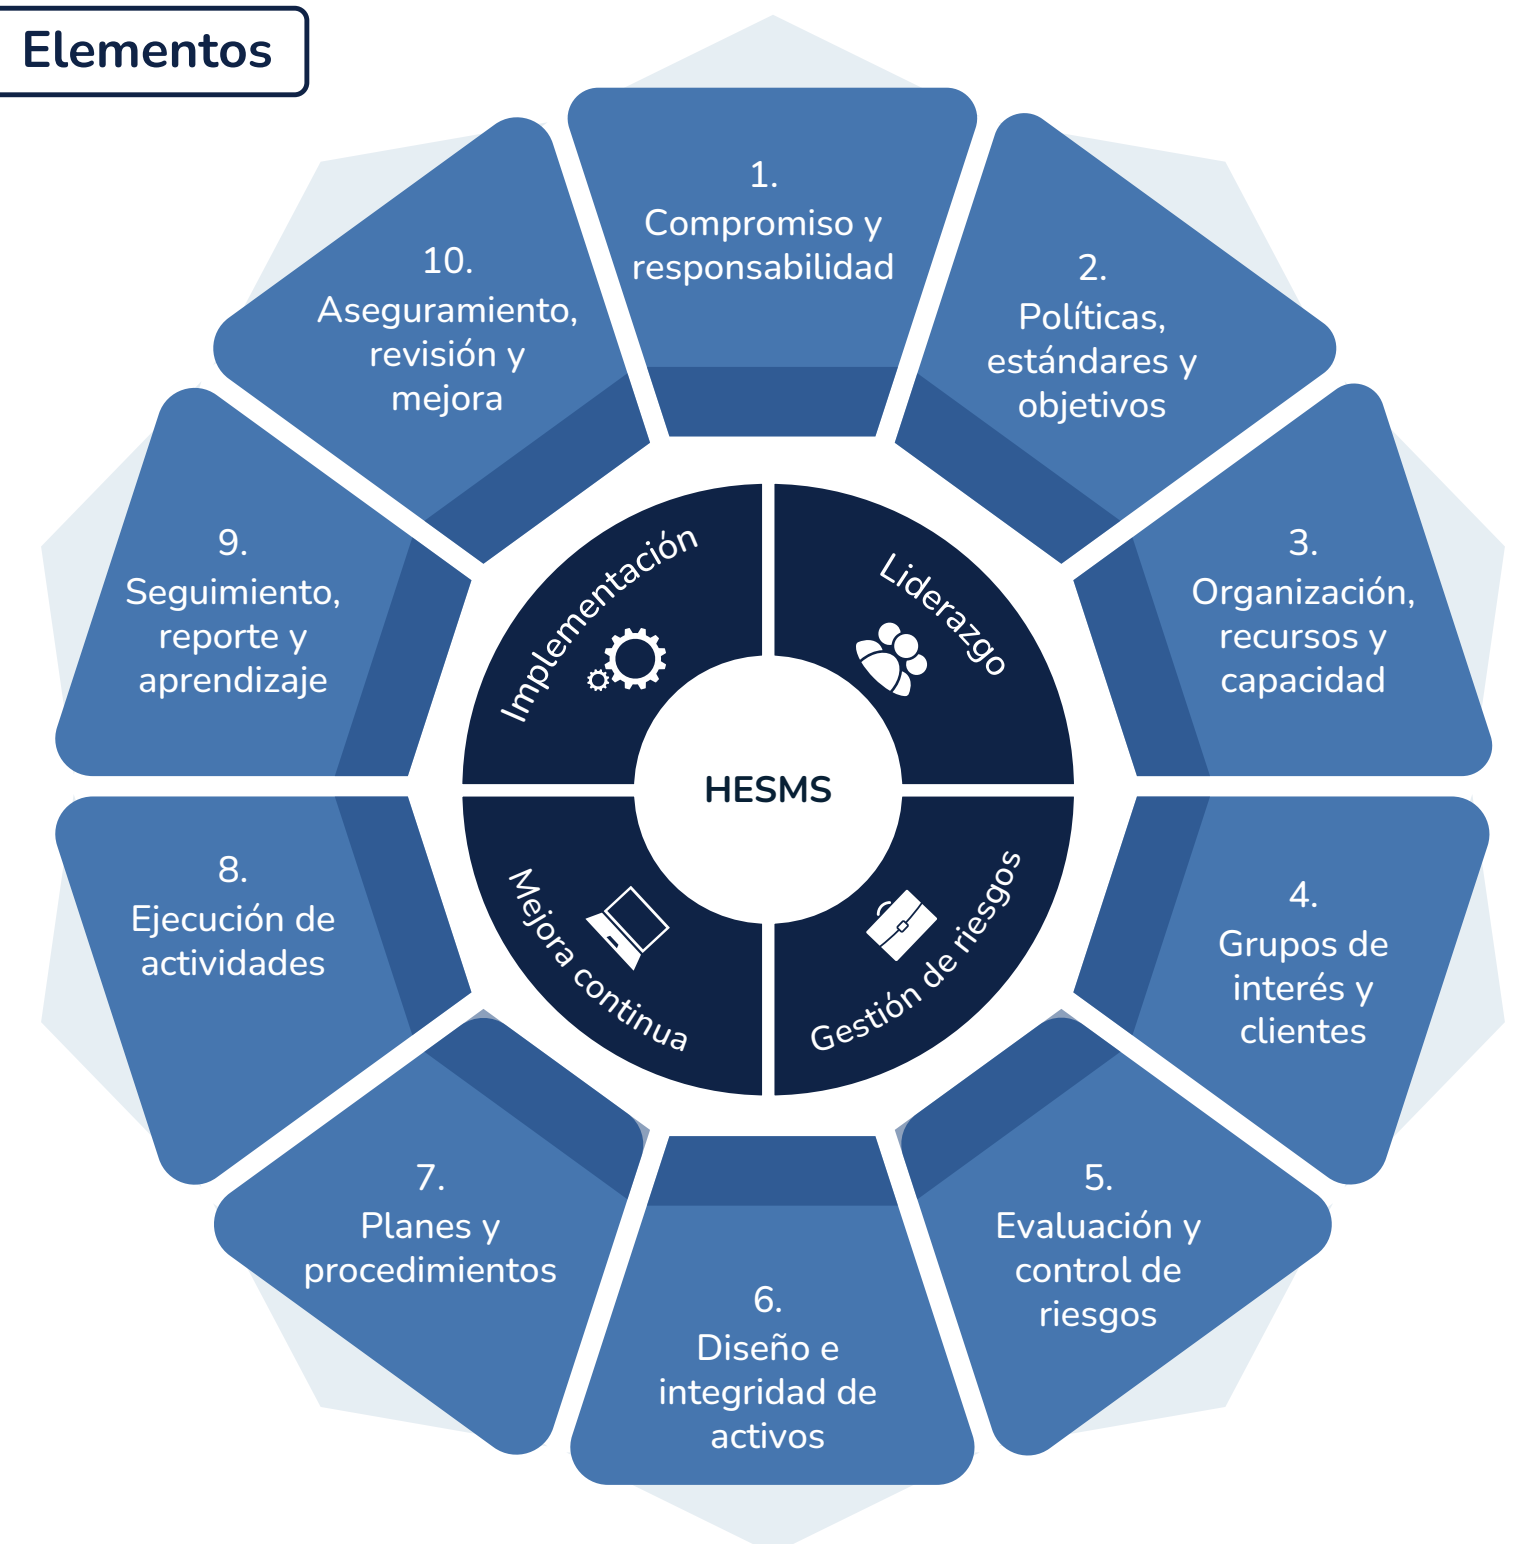 Elementos
1.
Compromiso y
responsabilidad
2.
Políticas,
estándares y
objetivos
3.
Organización,
recursos y
capacidad
4.
Grupos de
interés y
clientes
5.
Evaluación y
control de
riesgos
6.
Diseño e
integridad de
activos
7.
Planes y
procedimientos
8.
Ejecución de
actividades
9.
Seguimiento,
reporte y
aprendizaje
10.
Aseguramiento,
revisión y
mejora
Implementación
Liderazgo
Gestión de riesgos
Mejora continua
HESMS